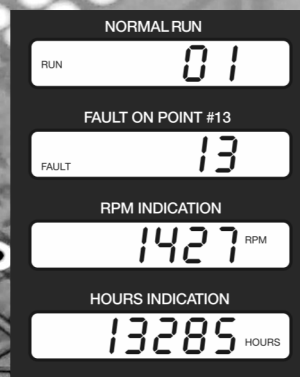 NORMAL RUN
RUN 01
FAULT ON POINT #13
FAULT 13
RPM INDICATION
1427 RPM
HOURS INDICATION
13285 HOURS